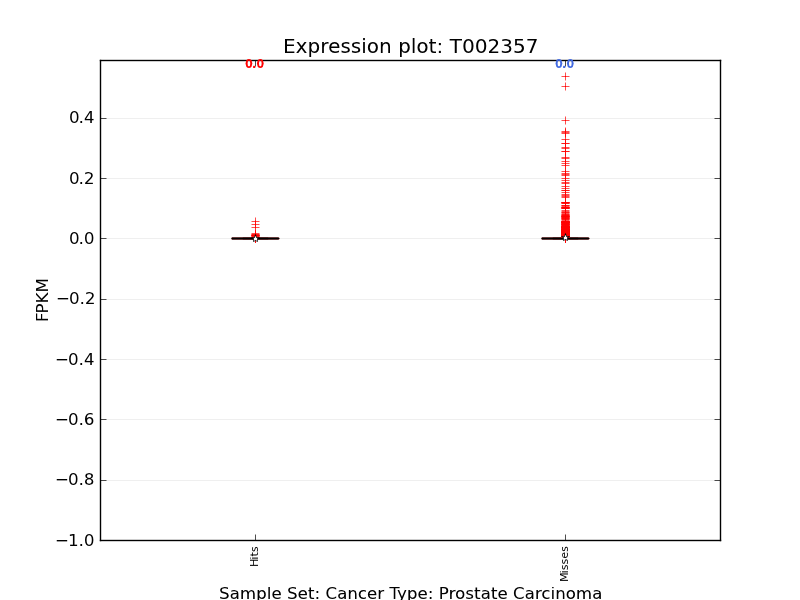 Expression plot: T002357
0.0 0.0
0.4
0.2
0.0
−0.2
−0.4
−0.6
−0.8
−1.0
FPKM
Hits Misses
Sample Set: Cancer Type: Prostate Carcinoma